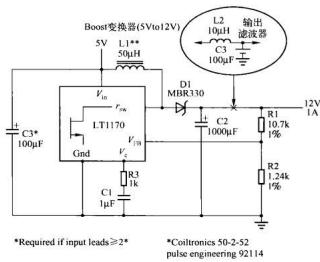 Boost变换器(5Vto12V)
L2
10μH
输出
滤波器
C3
100μF
5V
L1**
50μH
Vin
rsw
D1
MBR330
12V
1A
LT1170
C3*
100μF
C2
1000μF
R1
10.7k
1%
VFB
Gnd
Vc
R3
1k
R2
1.24k
1%
C1
1μF
*Required if input leads≥2*
*Coiltronics 50-2-52
pulse engineering 92114